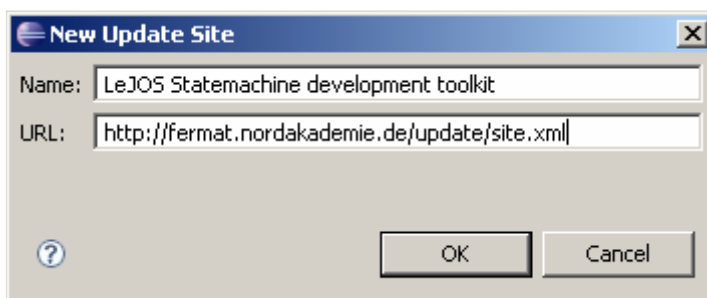 New Update Site
Name: LeJOS Statemachine development toolkit
URL: http://fermat.nordakademie.de/update/site.xml
?
OK Cancel